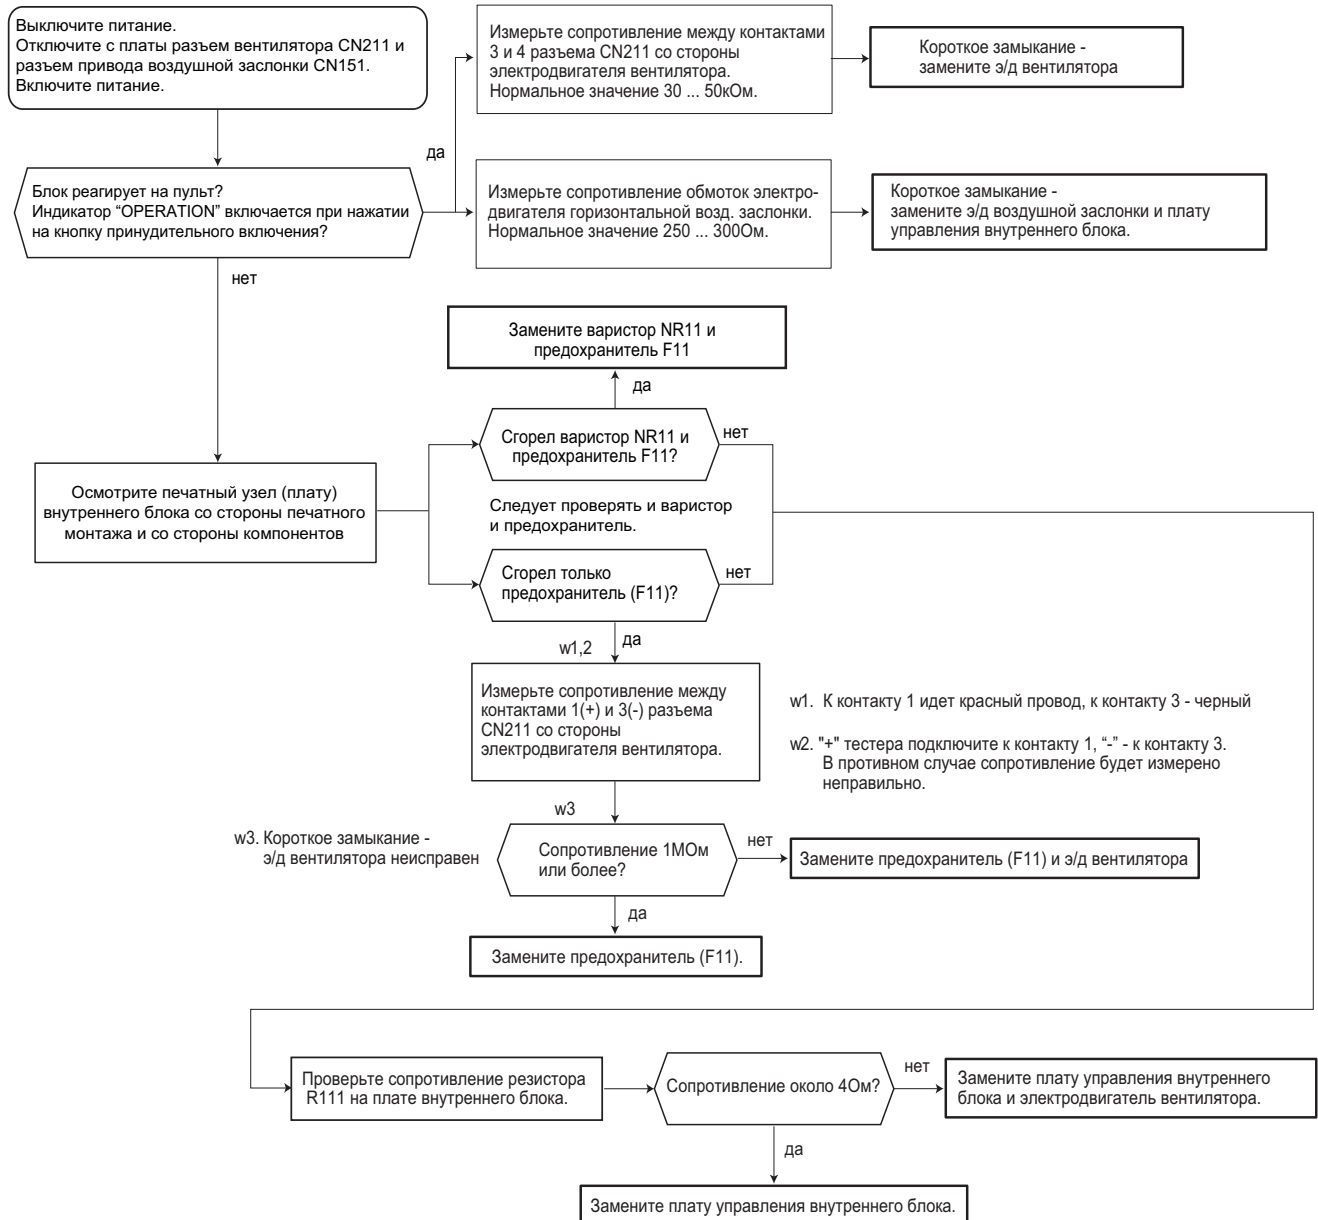 Выключите питание.
Отключите с платы разъем вентилятора CN211 и
разъем привода воздушной заслонки CN151.
Включите питание.
Измерьте сопротивление между контактами
3 и 4 разъема CN211 со стороны
электродвигателя вентилятора.
Нормальное значение 30 ... 50кОм.
Короткое замыкание -
замените э/д вентилятора
да
Блок реагирует на пульт?
Индикатор “OPERATION” включается при нажатии
на кнопку принудительного включения?
Измерьте сопротивление обмоток электро-
двигателя горизонтальной возд. заслонки.
Нормальное значение 250 ... 300Ом.
Короткое замыкание -
замените э/д воздушной заслонки и плату
управления внутреннего блока.
нет
Замените варистор NR11 и
предохранитель F11
да
Сгорел варистор NR11 и
предохранитель F11?
нет
Осмотрите печатный узел (плату)
внутреннего блока со стороны печатного
монтажа и со стороны компонентов
Следует проверять и варистор
и предохранитель.
Сгорел только
предохранитель (F11)?
нет
да
w1,2
Измерьте сопротивление между
контактами 1(+) и 3(-) разъема
CN211 со стороны
электродвигателя вентилятора.
w1. К контакту 1 идет красный провод, к контакту 3 - черный
w2. "+" тестера подключите к контакту 1, “-” - к контакту 3.
В противном случае сопротивление будет измерено
неправильно.
w3
w3. Короткое замыкание -
э/д вентилятора неисправен
Сопротивление 1МОм
или более?
нет
Замените предохранитель (F11) и э/д вентилятора
да
Замените предохранитель (F11).
Проверьте сопротивление резистора
R111 на плате внутреннего блока.
Сопротивление около 4Ом?
нет
Замените плату управления внутреннего
блока и электродвигатель вентилятора.
да
Замените плату управления внутреннего блока.